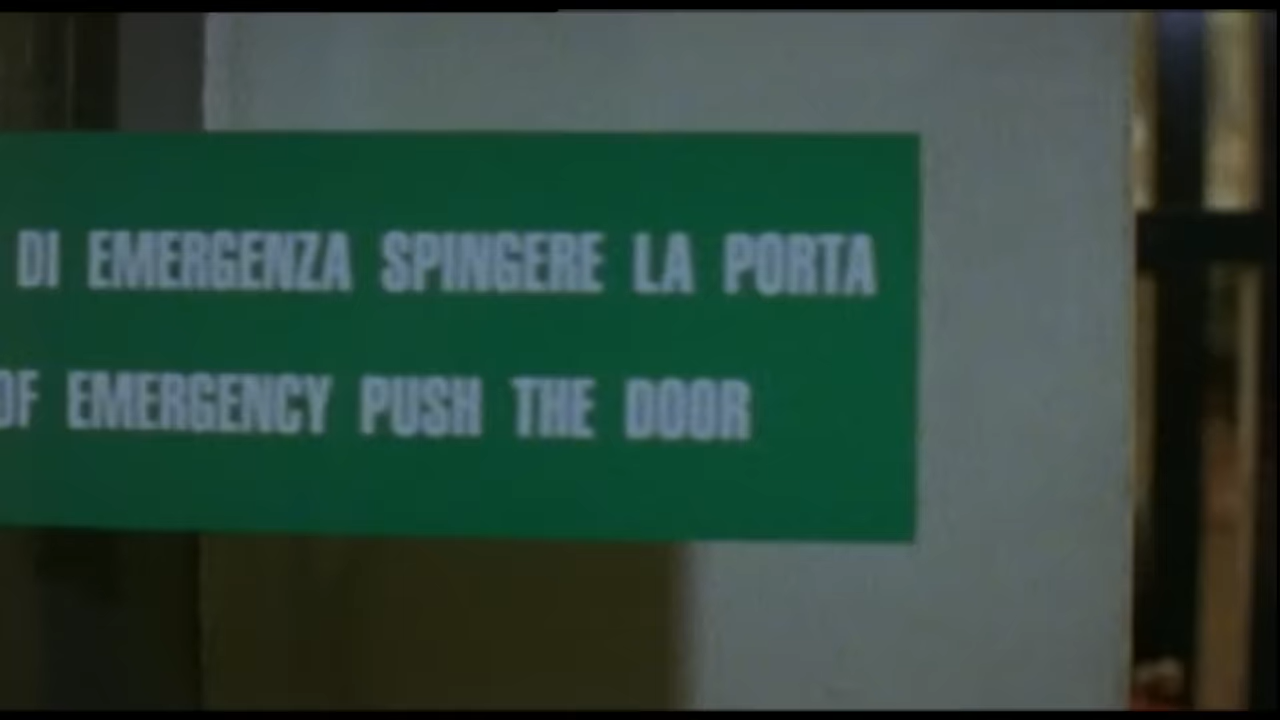 DI EMERGENZA SPINGERE LA PORTA
OF EMERGENCY PUSH THE DOOR